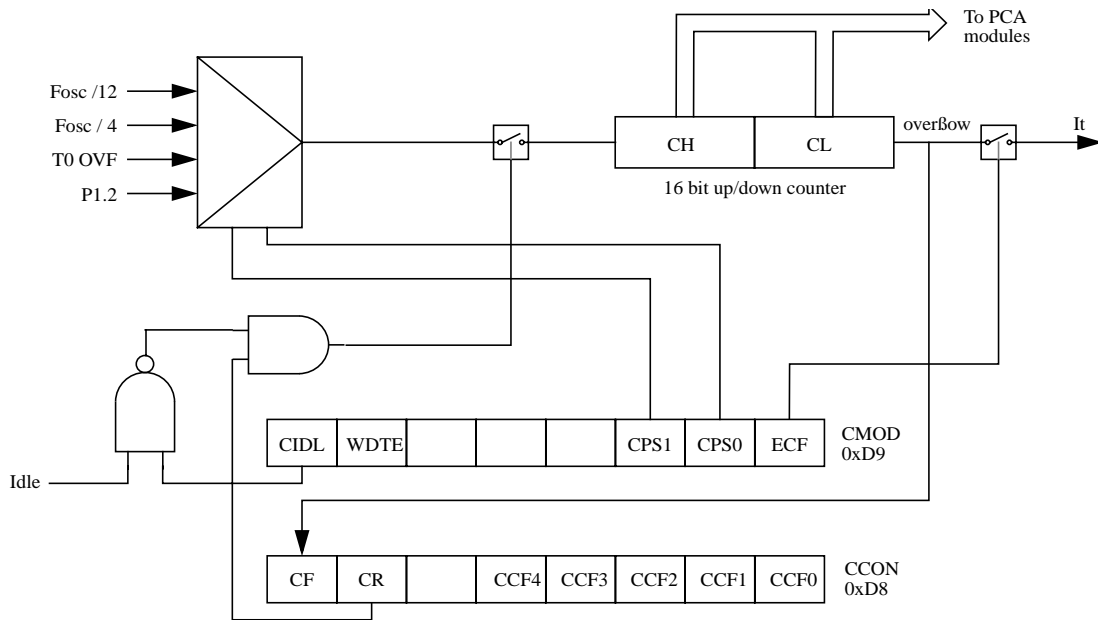 To PCA
modules
Fosc /12
Fosc / 4
T0 OVF
P1.2
CH
CL
overßow
It
16 bit up/down counter
CIDL
WDTE
CPS1
CPS0
ECF
CMOD
0xD9
Idle
CF
CR
CCF4
CCF3
CCF2
CCF1
CCF0
CCON
0xD8